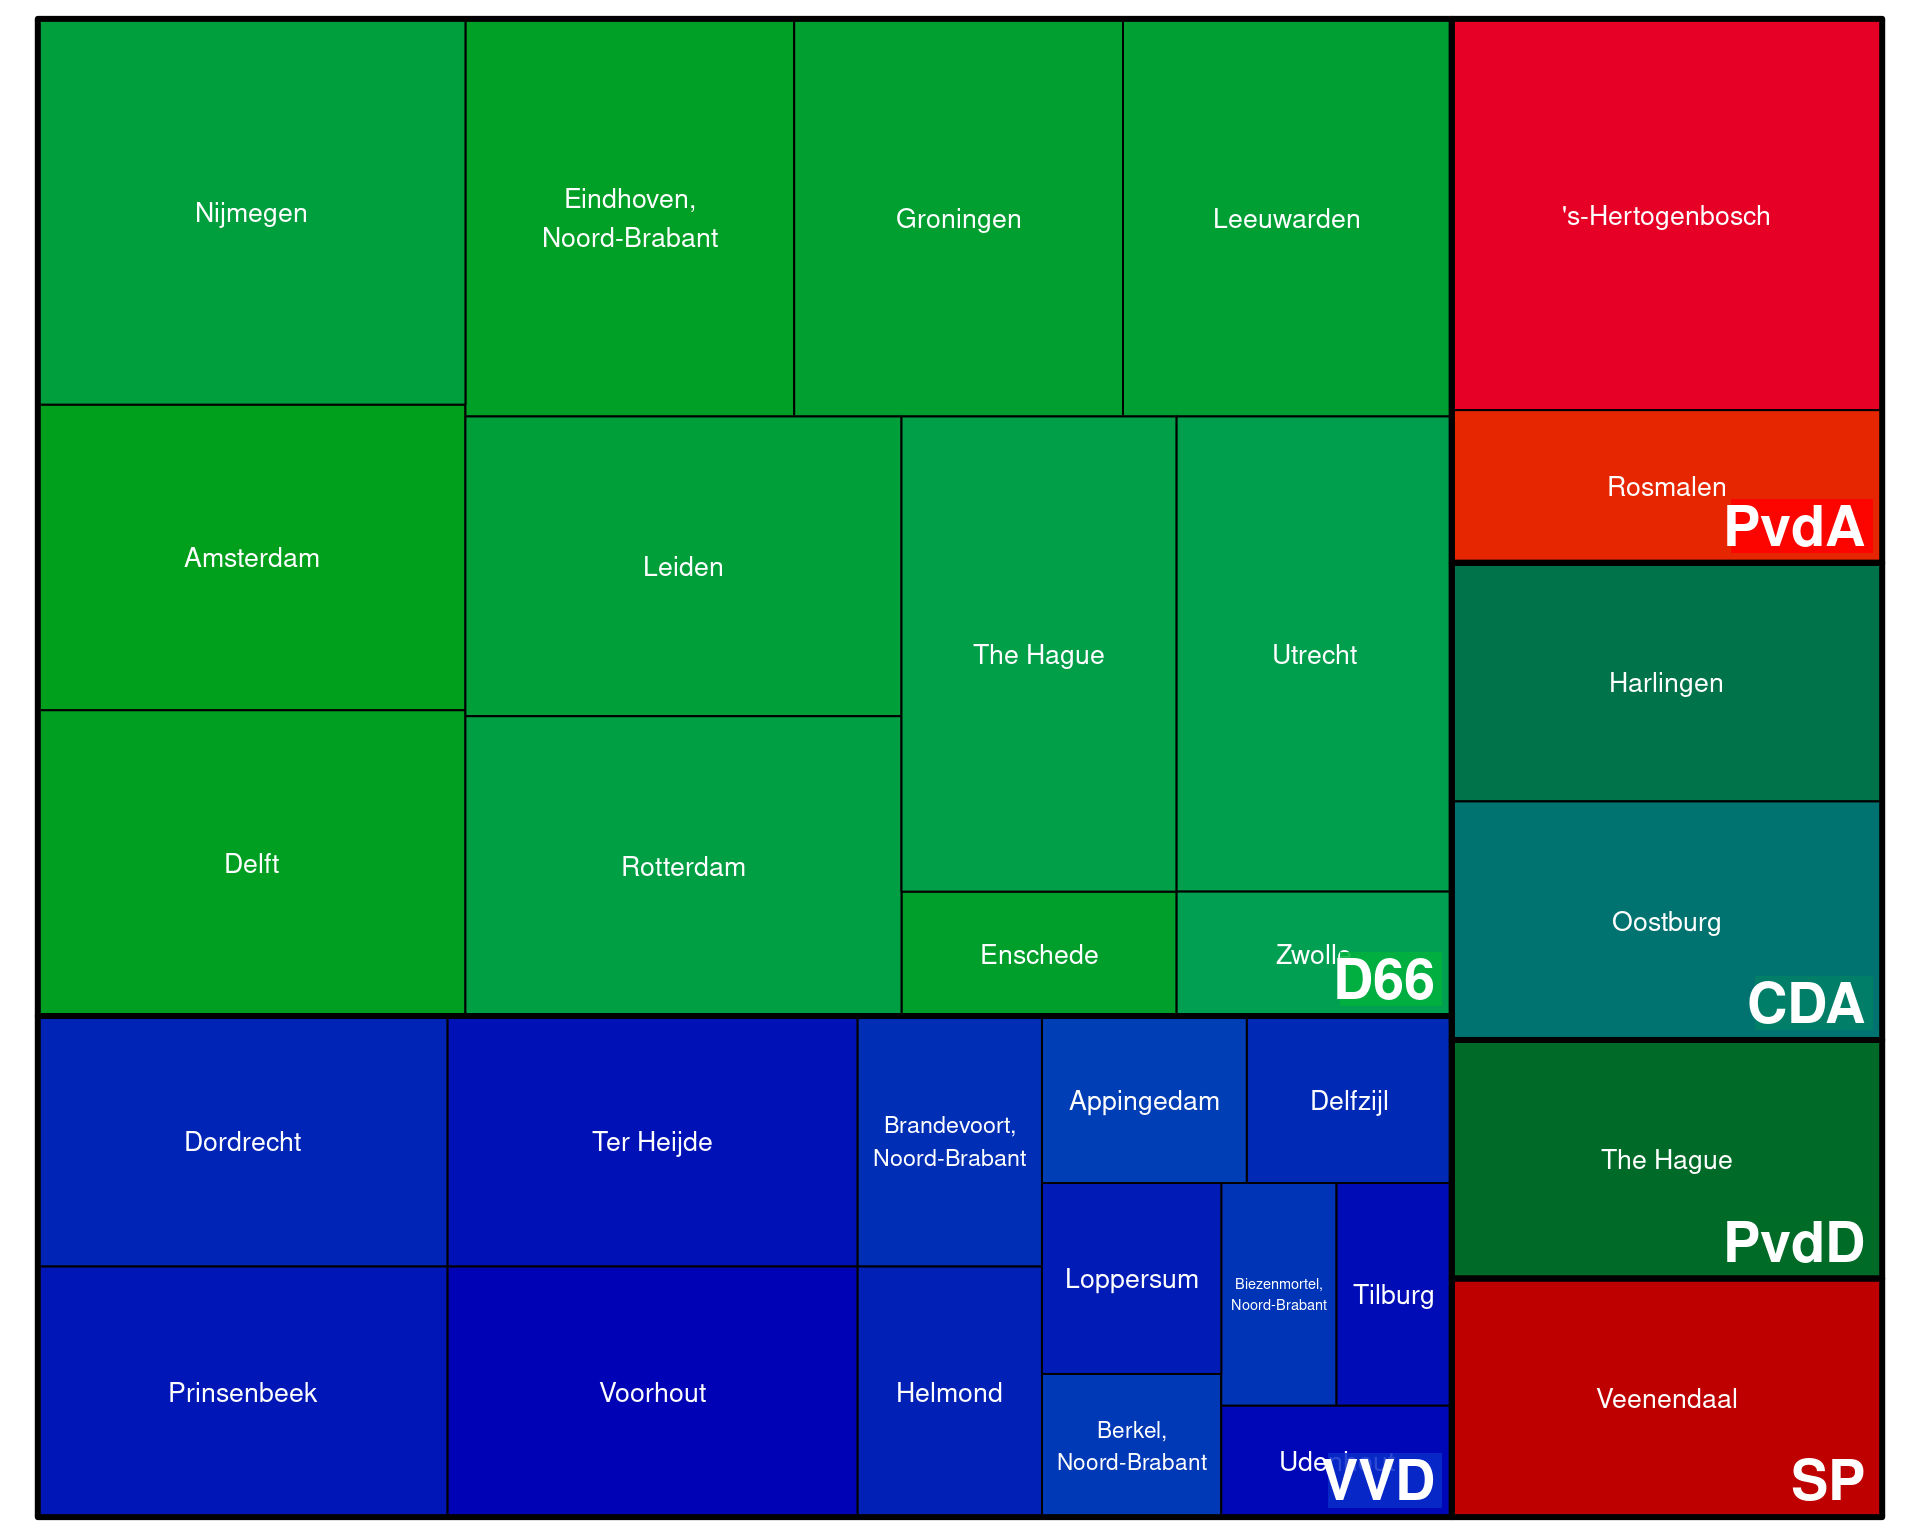 Nijmegen
Eindhoven,
Noord-Brabant
Groningen
Leeuwarden
Amsterdam
Leiden
The Hague
Utrecht
Delft
Rotterdam
Enschede
D66
Dordrecht
Ter Heijde
Brandevoort,
Noord-Brabant
Appingedam
Delfzijl
Prinsenbeek
Voorhout
Helmond
Loppersum
Biezenmortel,
Noord-Brabant
Tilburg
Berkel,
Noord-Brabant
VVD
's-Hertogenbosch
Rosmalen
PvdA
Harlingen
Oostburg
CDA
The Hague
PvdD
Veenendaal
SP